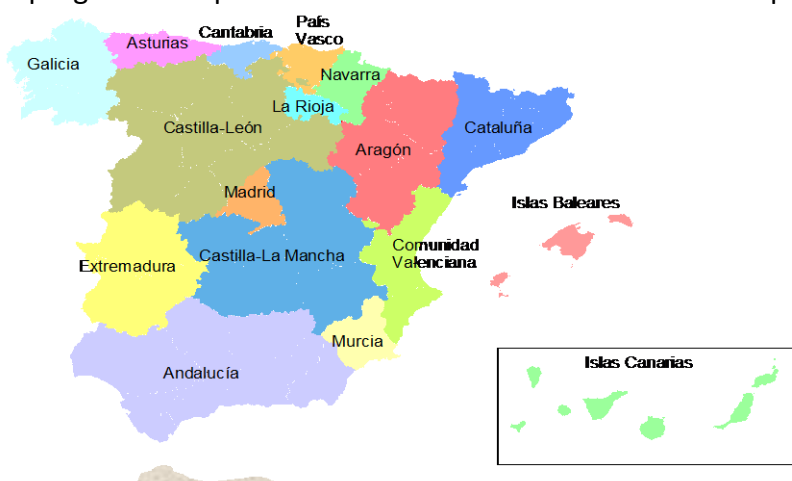 País
Vasco
Cantabria
Asturias
Galicia
Navarra
La Rioja
Castilla-León
Cataluña
Aragón
Madrid
Islas Baleares
Comunidad
Valenciana
Castilla-La Mancha
Extremadura
Murcia
Islas Canarias
Andalucía